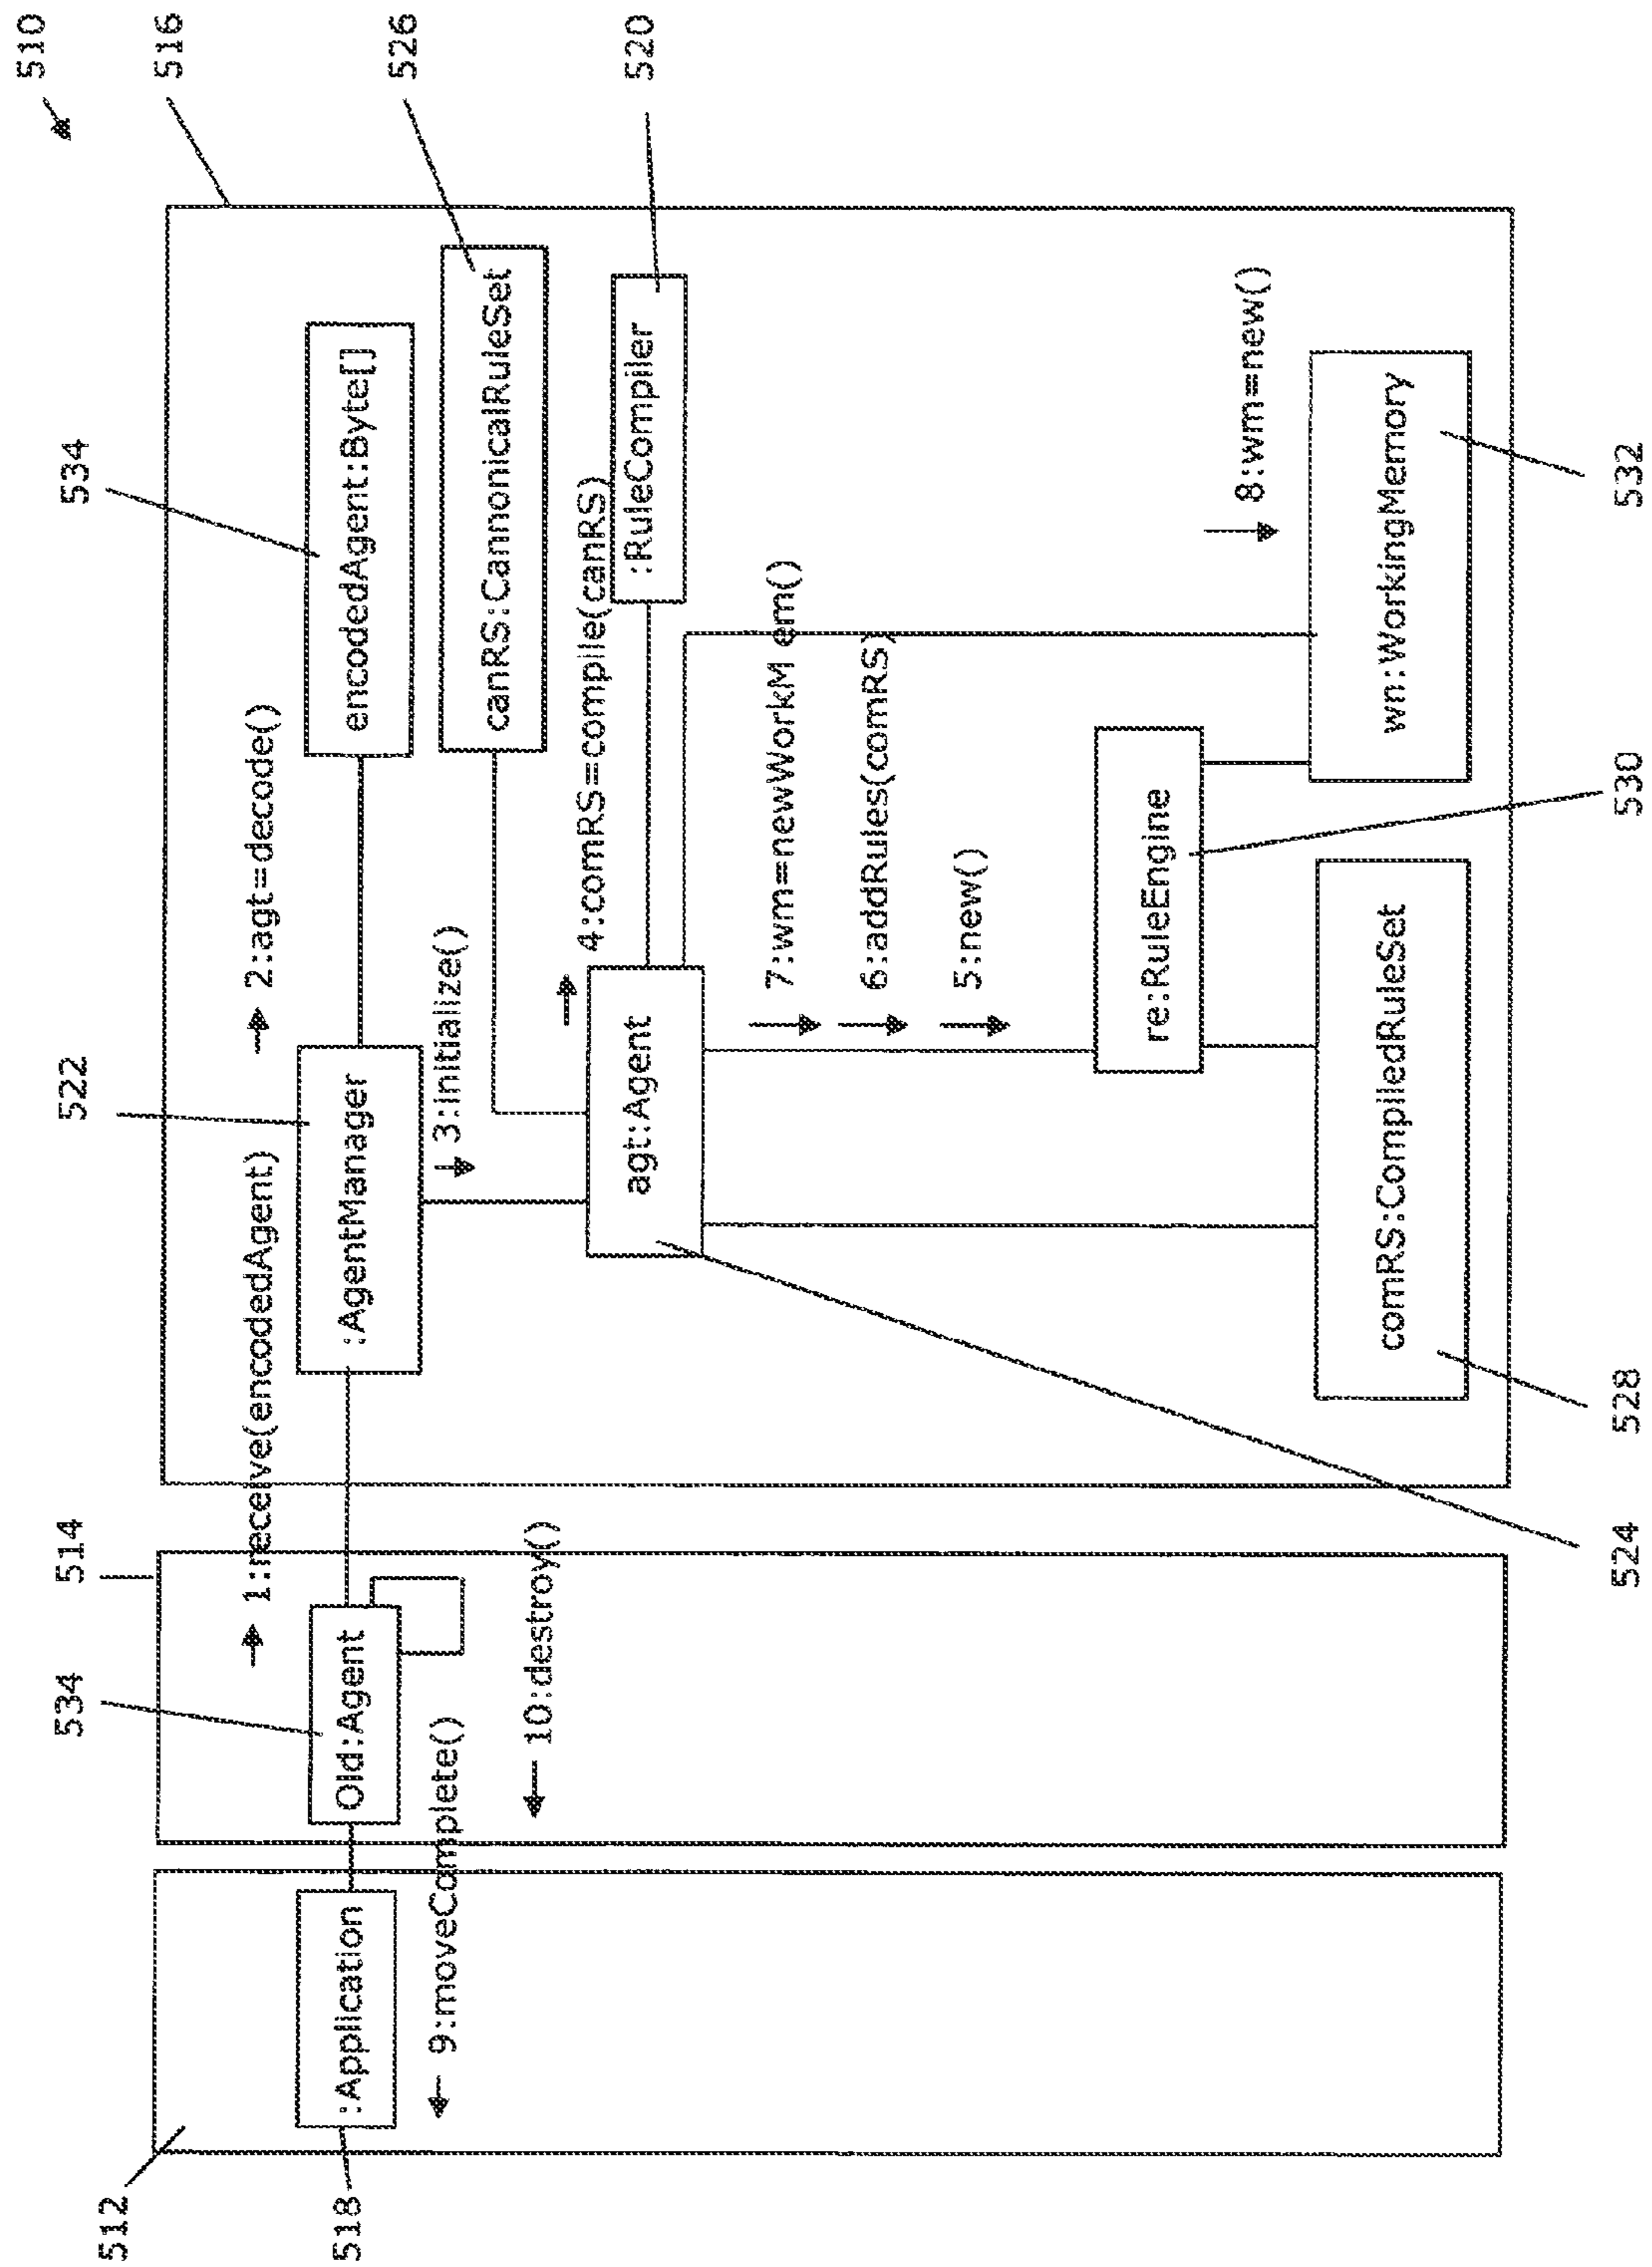 510
516
526
520
534
encodedAgent:Byte[]
canRS:CannonicalRuleSet
:RuleCompiler
2:agt=decode()
4:comRS=compile(canRS)
8:wm=new()
522
:AgentManager
3:initialize()
agt:Agent
7:wm=newWorkM em()
6:addRules(comRS)
5:new()
re:RuleEngine
wn:WorkingMemory
532
530
comRS:CompiledRuleSet
528
524
514
1:receive(encodedAgent)
534
Old:Agent
10:destroy()
9:moveComplete()
:Application
512
518